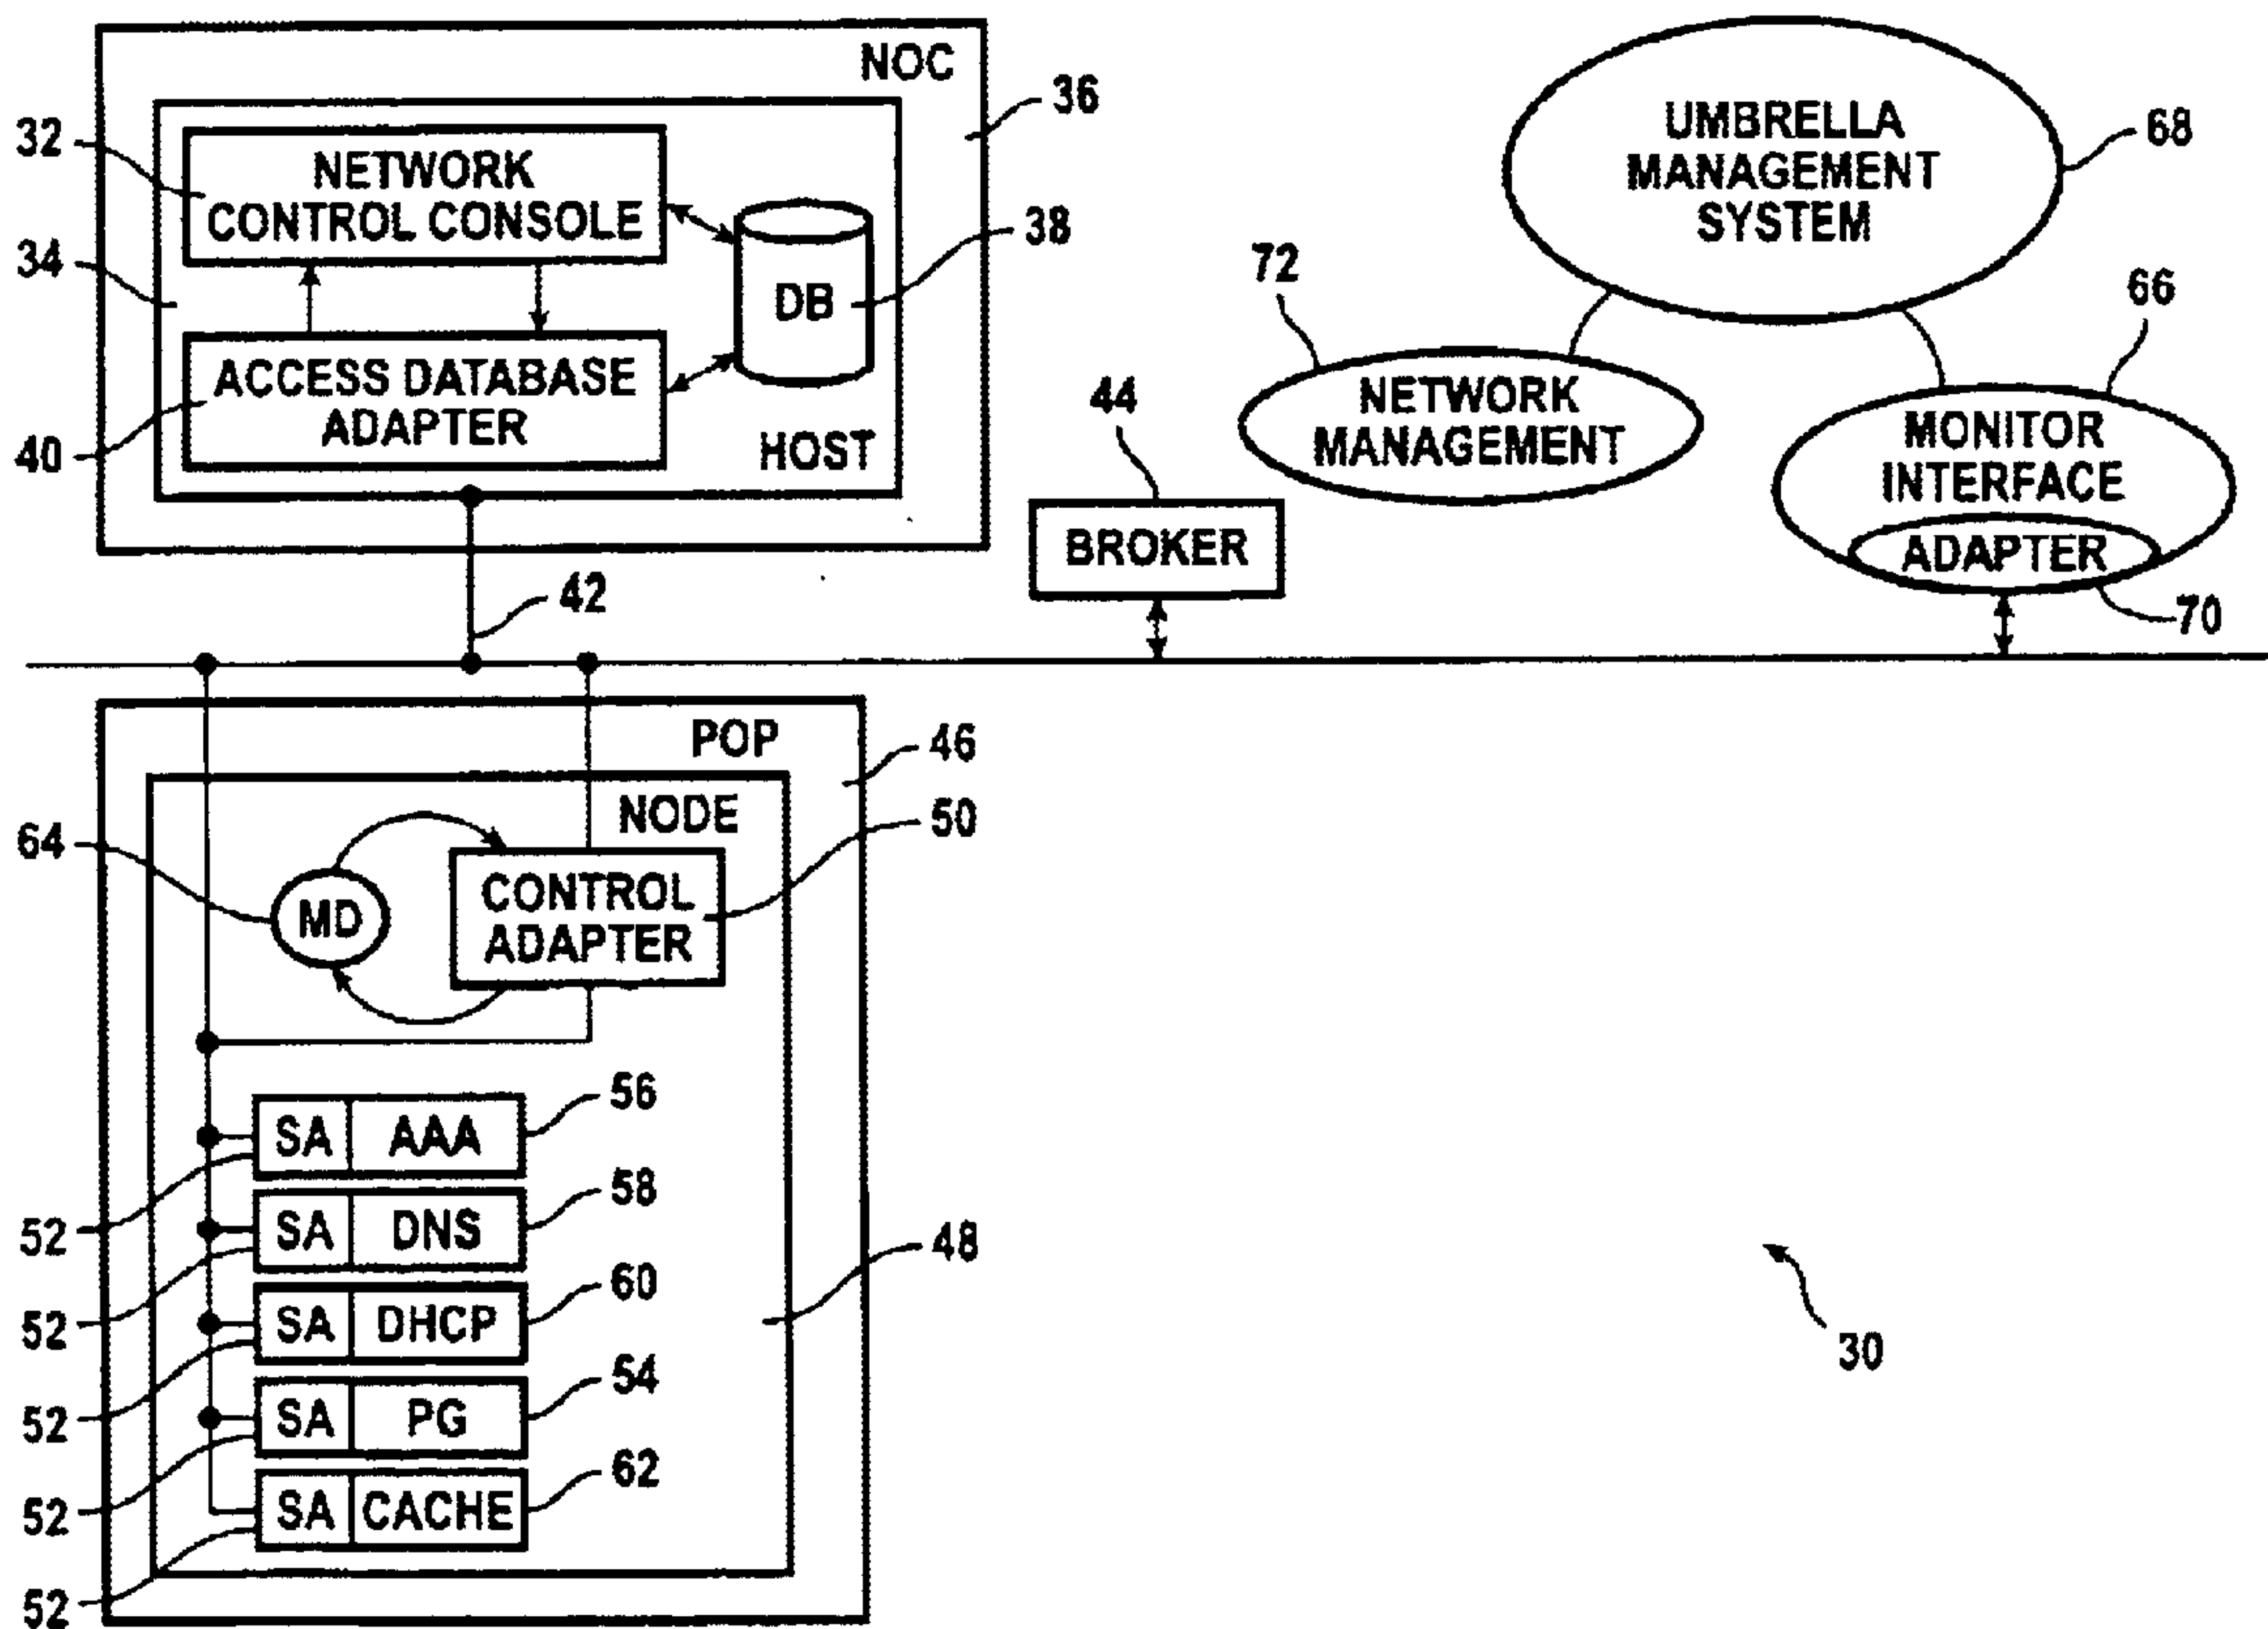 NOC
36
32
NETWORK
CONTROL CONSOLE
34
38
DB
ACCESS DATABASE
ADAPTER
40
HOST
42
UMBRELLA
MANAGEMENT
SYSTEM
68
72
66
NETWORK
MANAGEMENT
44
BROKER
MONITOR
INTERFACE
ADAPTER
70
POP
46
NODE
50
64
MD
CONTROL
ADAPTER
SA AAA
56
52
SA DNS
58
52
48
SA DHCP
60
52
SA PG
54
52
SA CACHE
62
52
30